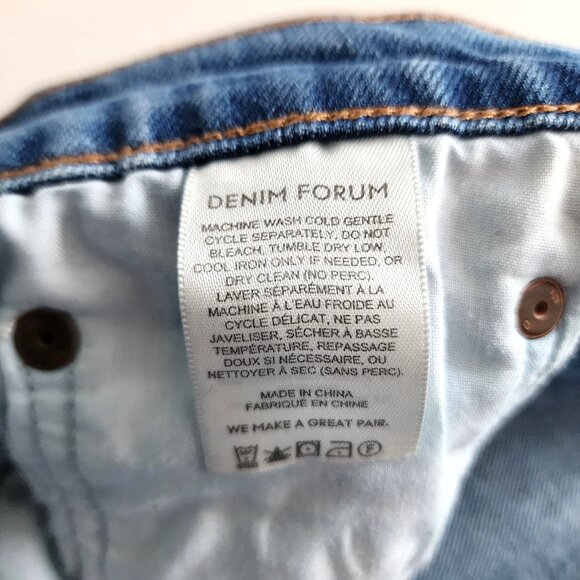 DENIM FORUM
MACHINE WASH COLD GENTLE
CYCLE SEPARATELY, DO NOT
BLEACH, TUMBLE DRY LOW,
COOL IRON ONLY IF NEEDED, OR
DRY CLEAN (NO PERC).
LAVER SÉPARÉMENT À LA
MACHINE À L'EAU FROIDE AU
CYCLE DÉLICAT, NE PAS
JAVELISER, SÉCHER À BASSE
TEMPÉRATURE, REPASSAGE
DOUX SI NÉCESSAIRE, OU
NETTOYER À SEC (SANS PERC).
MADE IN CHINA
FABRIQUÉ EN CHINE
WE MAKE A GREAT PAIR.